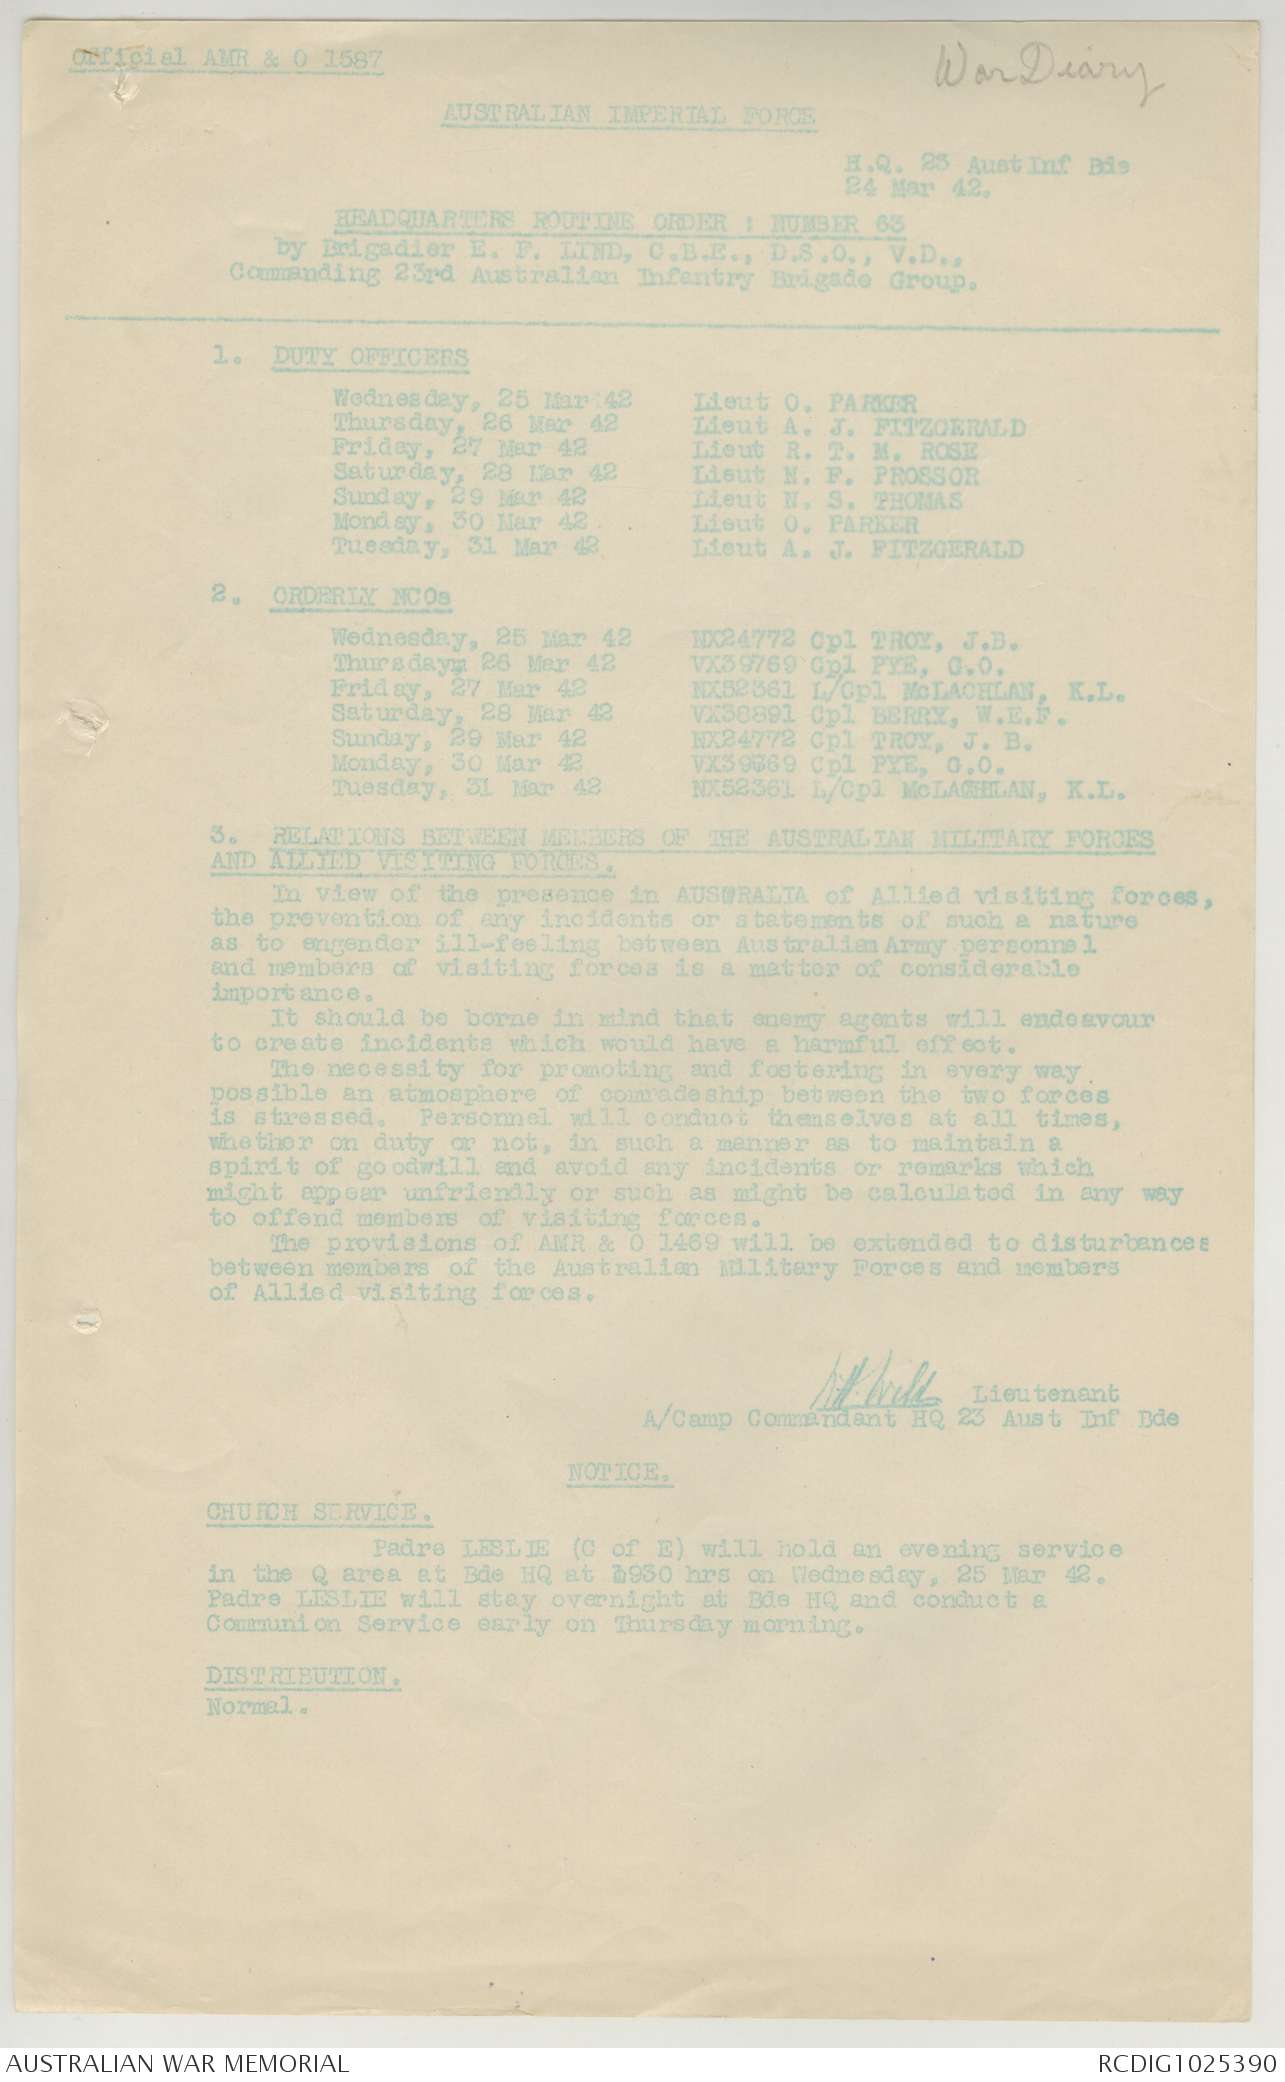 Official AMR & O 1587
War Diary
AUSTRALIAN IMPERIAL FORCE
H.Q. 23 Aust Inf Bde
24 Mar 42.
HEADQUARTERS ROUTINE ORDER : NUMBER 63
by Brigadier E. F. LIND, C.B.E., D.S.O., V.D.,
Commanding 23rd Australian Infantry Brigade Group.
1. DUTY OFFICERS
Wednesday, 25 Mar 42 Lieut O. PARKER
Thursday, 26 Mar 42 Lieut A. J. FITZGERALD
Friday, 27 Mar 42 Lieut R. T. M. ROSE
Saturday, 28 Mar 42 Lieut N. F. PROSSOR
Sunday, 29 Mar 42 Lieut N. S. THOMAS
Monday, 30 Mar 42 Lieut O. PARKER
Tuesday, 31 Mar 42 Lieut A. J. FITZGERALD
2. ORDERLY NCOs
Wednesday, 25 Mar 42 NX24772 Cpl TROY, J.B.
Thursday, 26 Mar 42 VX39769 Cpl PYE, G.O.
Friday, 27 Mar 42 NX52361 L/Cpl McLACHLAN, K.L.
Saturday, 28 Mar 42 VX38891 Cpl BERRY, W.E.F.
Sunday, 29 Mar 42 NX24772 Cpl TROY, J. B.
Monday, 30 Mar 42 VX39769 Cpl PYE, G.O.
Tuesday, 31 Mar 42 NX52361 L/Cpl McLACHLAN, K.L.
3. RELATIONS BETWEEN MEMBERS OF THE AUSTRALIAN MILITARY FORCES
AND ALLIED VISITING FORCES.
In view of the presence in AUSTRALIA of Allied visiting forces,
the prevention of any incidents or statements of such a nature
as to engender ill-feeling between Australian Army personnel
and members of visiting forces is a matter of considerable
importance.
It should be borne in mind that enemy agents will endeavour
to create incidents which would have a harmful effect.
The necessity for promoting and fostering in every way
possible an atmosphere of comradeship between the two forces
is stressed. Personnel will conduct themselves at all times,
whether on duty or not, in such a manner as to maintain a
spirit of goodwill and avoid any incidents or remarks which
might appear unfriendly or such as might be calculated in any way
to offend members of visiting forces.
The provisions of AMR & O 1469 will be extended to disturbances
between members of the Australian Military Forces and members
of Allied visiting forces.
Lieutenant
A/Camp Commandant HQ 23 Aust Inf Bde
NOTICE.
CHURCH SERVICE.
Padre LESLIE (C of E) will hold an evening service
in the Q area at Bde HQ at 1930 hrs on Wednesday, 25 Mar 42.
Padre LESLIE will stay overnight at Bde HQ and conduct a
Communion Service early on Thursday morning.
DISTRIBUTION.
Normal.
AUSTRALIAN WAR MEMORIAL
RCDIG1025390